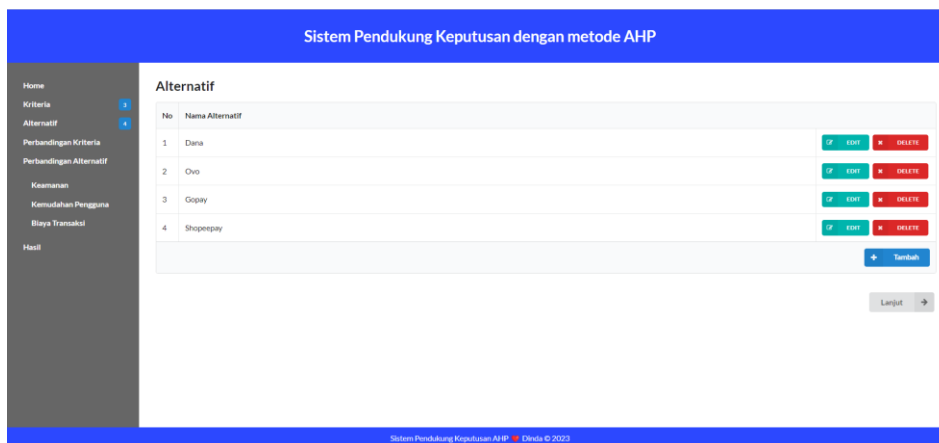 Sistem Pendukung Keputusan dengan metode AHP
Home
Kriteria 3
Alternatif 4
Perbandingan Kriteria
Perbandingan Alternatif
Keamanan
Kemudahan Pengguna
Biaya Transaksi
Hasil
Alternatif
No Nama Alternatif
1 Dana EDIT DELETE
2 Ovo EDIT DELETE
3 Gopay EDIT DELETE
4 Shopeepay EDIT DELETE
Tambah
Lanjut
Sistem Pendukung Keputusan AHP ❤ Dinda © 2023